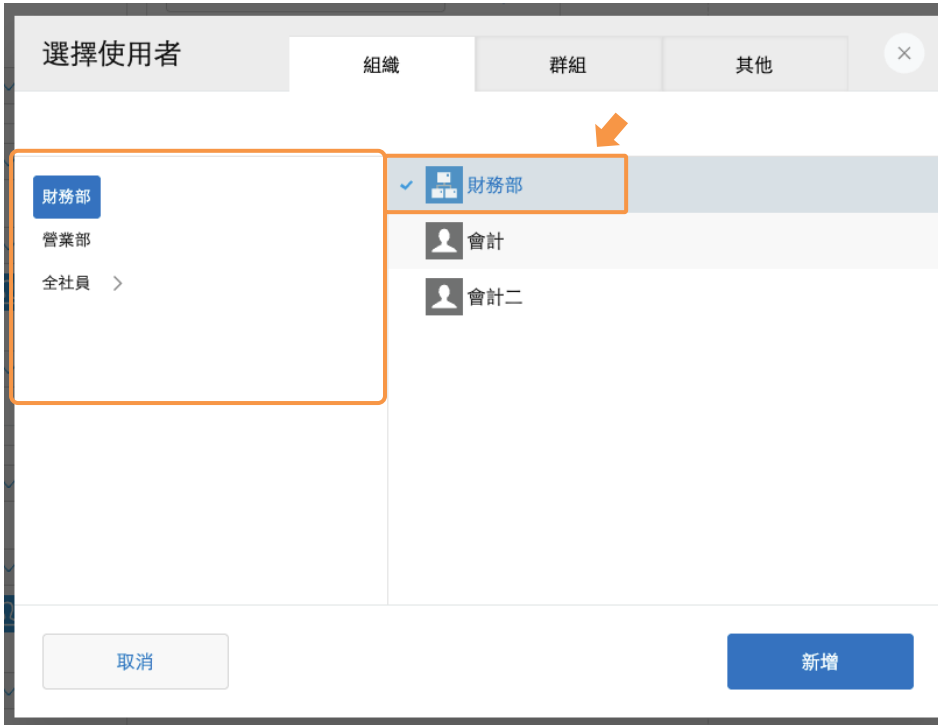 選擇使用者
組織
群組
其他
財務部
營業部
全社員
財務部
會計
會計二
取消
新增